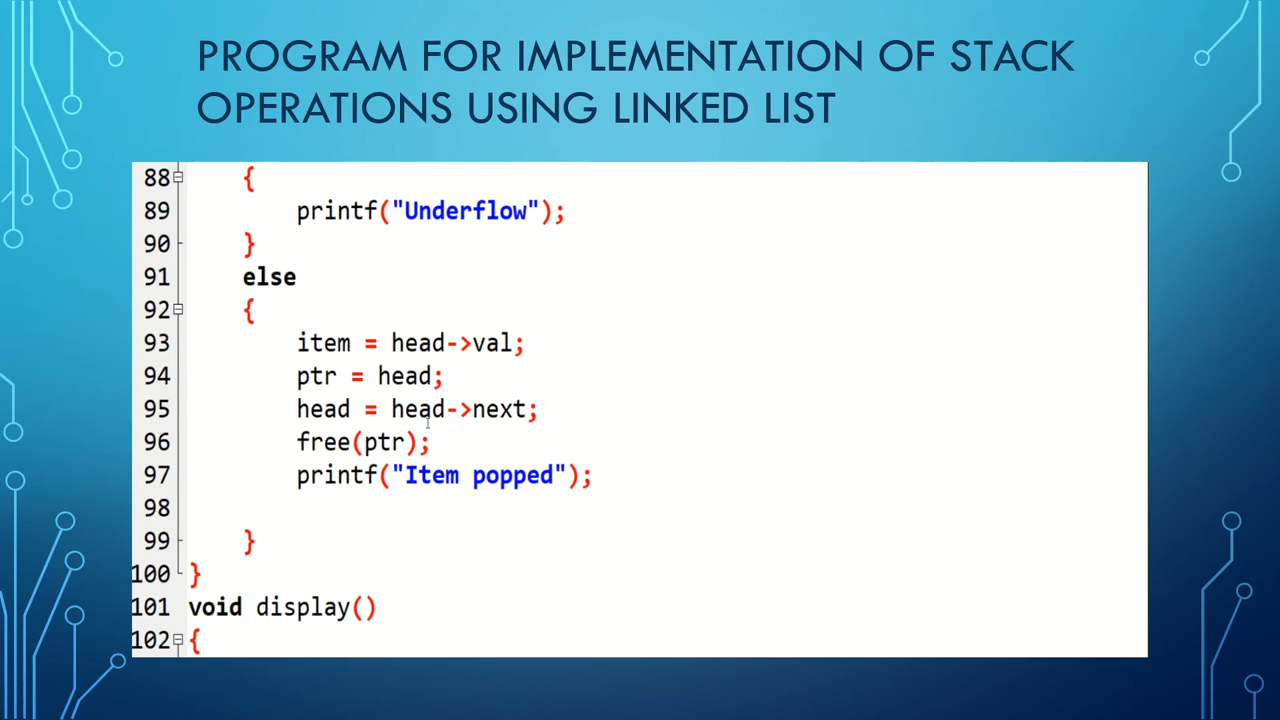 PROGRAM FOR IMPLEMENTATION OF STACK
OPERATIONS USING LINKED LIST
88 {
89 printf("Underflow");
90 }
91 else
92 {
93 item = head->val;
94 ptr = head;
95 head = head->next;
96 free(ptr);
97 printf("Item popped");
98
99 }
100 }
101 void display()
102 {